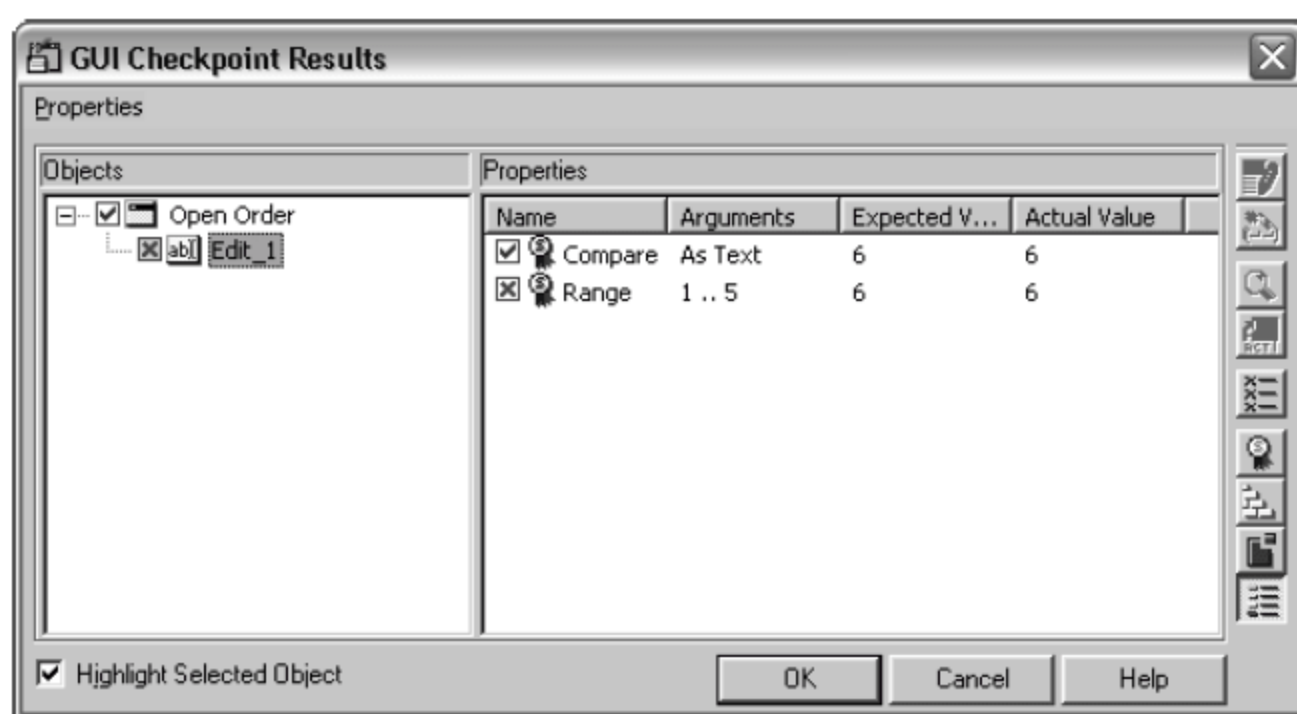 GUI Checkpoint Results
Properties
Objects
Properties
Open Order
Edit_1
Name Arguments Expected V... Actual Value
Compare As Text 6 6
Range 1 .. 5 6 6
Highlight Selected Object
OK Cancel Help